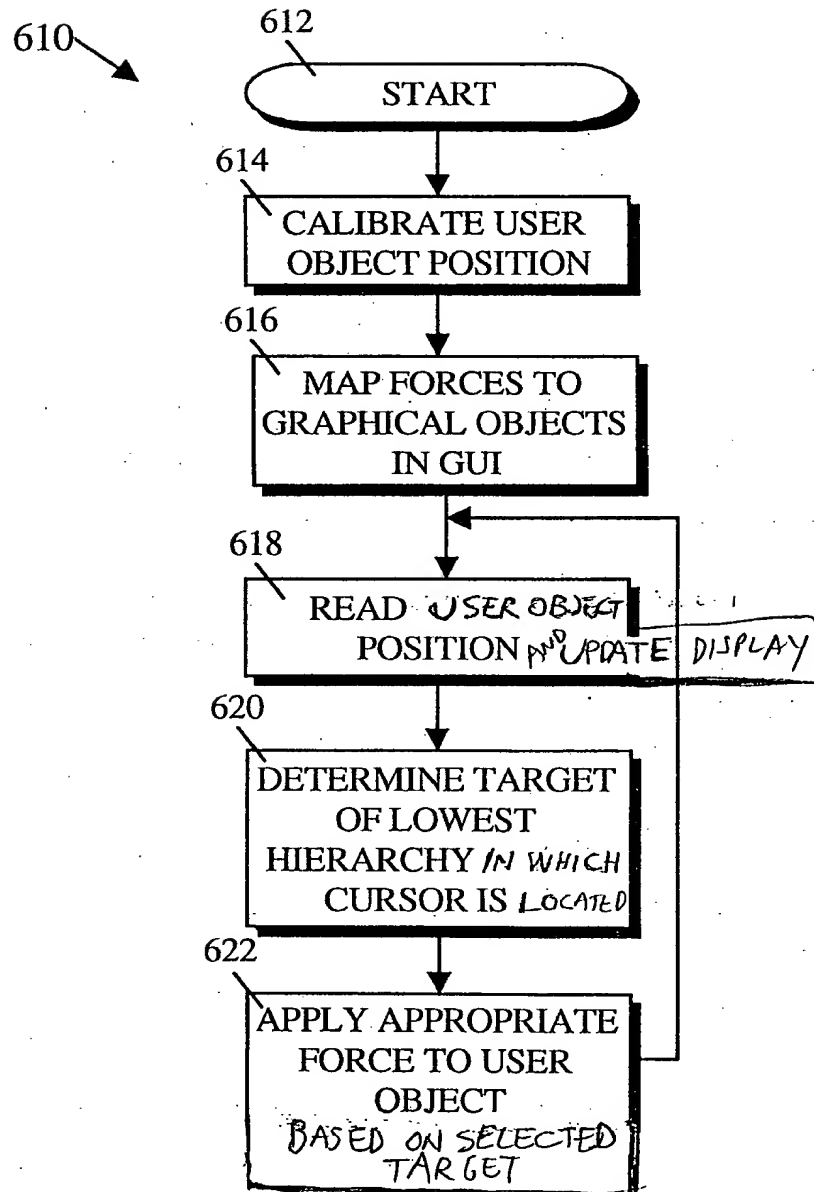 610
612
START
614
CALIBRATE USER
OBJECT POSITION
616
MAP FORCES TO
GRAPHICAL OBJECTS
IN GUI
618
READ USER OBJECT
POSITION AND UPDATE DISPLAY
620
DETERMINE TARGET
OF LOWEST
HIERARCHY IN WHICH
CURSOR IS LOCATED
622
APPLY APPROPRIATE
FORCE TO USER
OBJECT
BASED ON SELECTED
TARGET